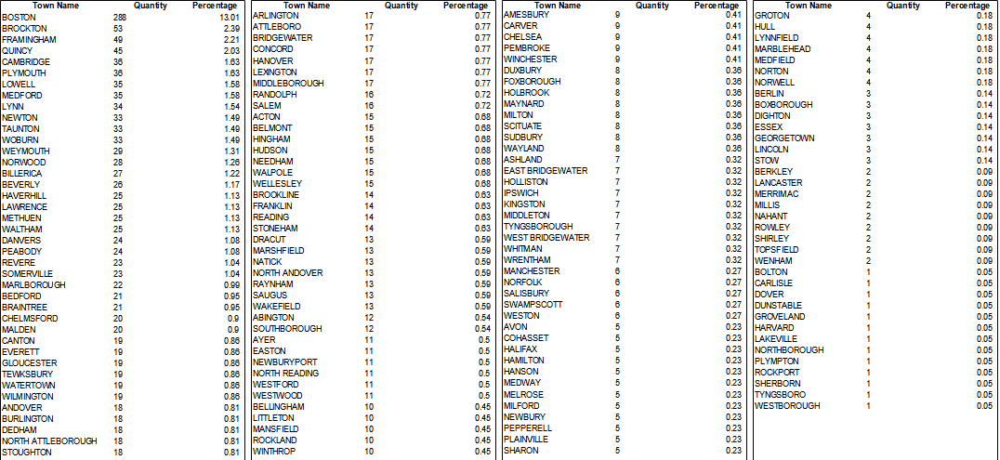 Town Name Quantity Percentage
BOSTON 288 13.01
BROCKTON 53 2.39
FRAMINGHAM 49 2.21
QUINCY 45 2.03
CAMBRIDGE 36 1.63
PLYMOUTH 36 1.63
LOWELL 35 1.58
MEDFORD 35 1.58
LYNN 34 1.54
NEWTON 33 1.49
TAUNTON 33 1.49
WOBURN 33 1.49
WEYMOUTH 29 1.31
NORWOOD 28 1.26
BILLERICA 27 1.22
BEVERLY 26 1.17
HAVERHILL 25 1.13
LAWRENCE 25 1.13
METHUEN 25 1.13
WALTHAM 25 1.13
DANVERS 24 1.08
PEABODY 24 1.08
REVERE 23 1.04
SOMERVILLE 23 1.04
MARLBOROUGH 22 0.99
BEDFORD 21 0.95
BRAINTREE 21 0.95
CHELMSFORD 20 0.9
MALDEN 20 0.9
CANTON 19 0.86
EVERETT 19 0.86
GLOUCESTER 19 0.86
TEWKSBURY 19 0.86
WATERTOWN 19 0.86
WILMINGTON 19 0.86
ANDOVER 18 0.81
BURLINGTON 18 0.81
DEDHAM 18 0.81
NORTH ATTLEBOROUGH 18 0.81
STOUGHTON 18 0.81
Town Name Quantity Percentage
ARLINGTON 17 0.77
ATTLEBORO 17 0.77
BRIDGEWATER 17 0.77
CONCORD 17 0.77
HANOVER 17 0.77
LEXINGTON 17 0.77
MIDDLEBOROUGH 17 0.77
RANDOLPH 16 0.72
SALEM 16 0.72
ACTON 15 0.68
BELMONT 15 0.68
HINGHAM 15 0.68
HUDSON 15 0.68
NEEDHAM 15 0.68
WALPOLE 15 0.68
WELLESLEY 15 0.68
BROOKLINE 14 0.63
FRANKLIN 14 0.63
READING 14 0.63
STONEHAM 14 0.63
DRACUT 13 0.59
MARSHFIELD 13 0.59
NATICK 13 0.59
NORTH ANDOVER 13 0.59
RAYNHAM 13 0.59
SAUGUS 13 0.59
WAKEFIELD 13 0.59
ABINGTON 12 0.54
SOUTHBOROUGH 12 0.54
AYER 11 0.5
EASTON 11 0.5
NEWBURYPORT 11 0.5
NORTH READING 11 0.5
WESTFORD 11 0.5
WESTWOOD 11 0.5
BELLINGHAM 10 0.45
LITTLETON 10 0.45
MANSFIELD 10 0.45
ROCKLAND 10 0.45
WINTHROP 10 0.45
Town Name Quantity Percentage
AMESBURY 9 0.41
CARVER 9 0.41
CHELSEA 9 0.41
PEMBROKE 9 0.41
WINCHESTER 9 0.41
DUXBURY 8 0.36
FOXBOROUGH 8 0.36
HOLBROOK 8 0.36
MAYNARD 8 0.36
MILTON 8 0.36
SCITUATE 8 0.36
SUDBURY 8 0.36
WAYLAND 8 0.36
ASHLAND 7 0.32
EAST BRIDGEWATER 7 0.32
HOLLISTON 7 0.32
IPSWICH 7 0.32
KINGSTON 7 0.32
MIDDLETON 7 0.32
TYNGSBOROUGH 7 0.32
WEST BRIDGEWATER 7 0.32
WHITMAN 7 0.32
WRENTHAM 7 0.32
MANCHESTER 6 0.27
NORFOLK 6 0.27
SALISBURY 6 0.27
SWAMPSCOTT 6 0.27
WESTON 6 0.27
AVON 5 0.23
COHASSET 5 0.23
HALIFAX 5 0.23
HAMILTON 5 0.23
HANSON 5 0.23
MEDWAY 5 0.23
MELROSE 5 0.23
MILFORD 5 0.23
NEWBURY 5 0.23
PEPPERELL 5 0.23
PLAINVILLE 5 0.23
SHARON 5 0.23
Town Name Quantity Percentage
GROTON 4 0.18
HULL 4 0.18
LYNNFIELD 4 0.18
MARBLEHEAD 4 0.18
MEDFIELD 4 0.18
NORTON 4 0.18
NORWELL 4 0.18
BERLIN 3 0.14
BOXBOROUGH 3 0.14
DIGHTON 3 0.14
ESSEX 3 0.14
GEORGETOWN 3 0.14
LINCOLN 3 0.14
STOW 3 0.14
BERKLEY 2 0.09
LANCASTER 2 0.09
MERRIMAC 2 0.09
MILLIS 2 0.09
NAHANT 2 0.09
ROWLEY 2 0.09
SHIRLEY 2 0.09
TOPSFIELD 2 0.09
WENHAM 2 0.09
BOLTON 1 0.05
CARLISLE 1 0.05
DOVER 1 0.05
DUNSTABLE 1 0.05
GROVELAND 1 0.05
HARVARD 1 0.05
LAKEVILLE 1 0.05
NORTHBOROUGH 1 0.05
PLYMPTON 1 0.05
ROCKPORT 1 0.05
SHERBORN 1 0.05
TYNGSBORO 1 0.05
WESTBOROUGH 1 0.05